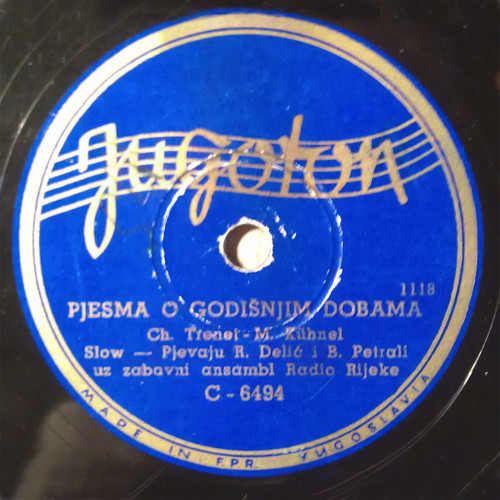 Jugoton
1118
PJESMA O GODIŠNJIM DOBAMA
Ch. Trenet - M. Kühnel
Slow — Pjevaju R. Delić i B. Petrali
uz zabavni ansambl Radio Rijeke
C - 6494
MADE IN FPR. YUGOSLAVIA